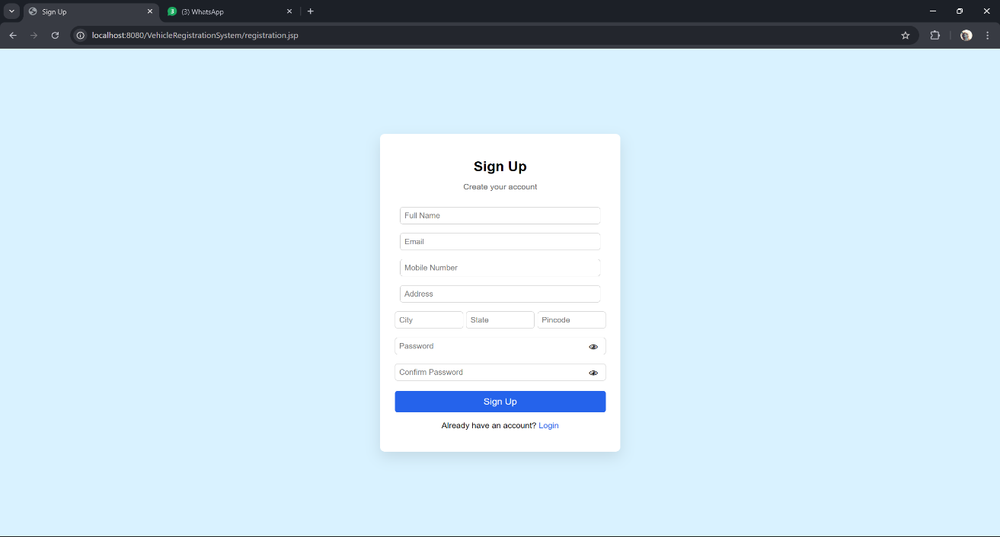 Sign Up
3
(3) WhatsApp
localhost:8080/VehicleRegistrationSystem/registration.jsp
Sign Up
Create your account
Full Name
Email
Mobile Number
Address
City State Pincode
Password
Confirm Password
Sign Up
Already have an account? Login